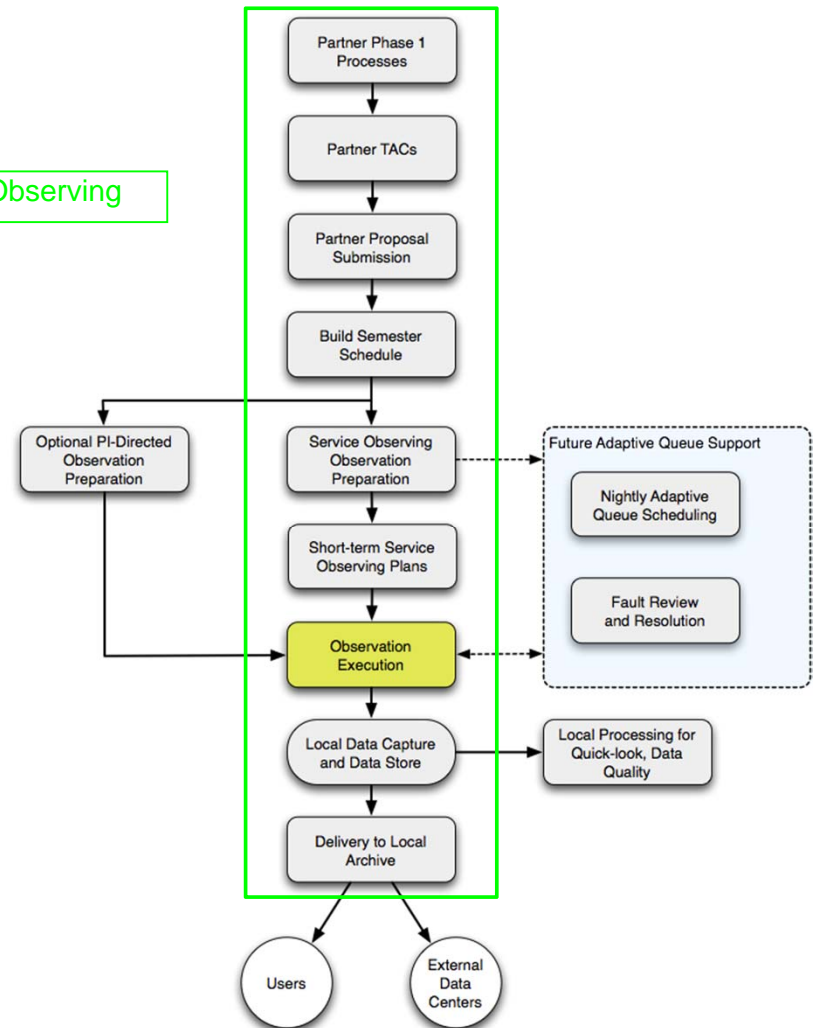 Partner Phase 1
Processes
Partner TACs
Observing
Partner Proposal
Submission
Build Semester
Schedule
Optional PI-Directed
Observation
Preparation
Service Observing
Observation
Preparation
Future Adaptive Queue Support
Nightly Adaptive
Queue Scheduling
Short-term Service
Observing Plans
Fault Review
and Resolution
Observation
Execution
Local Data Capture
and Data Store
Local Processing for
Quick-look, Data
Quality
Delivery to Local
Archive
Users
External
Data
Centers